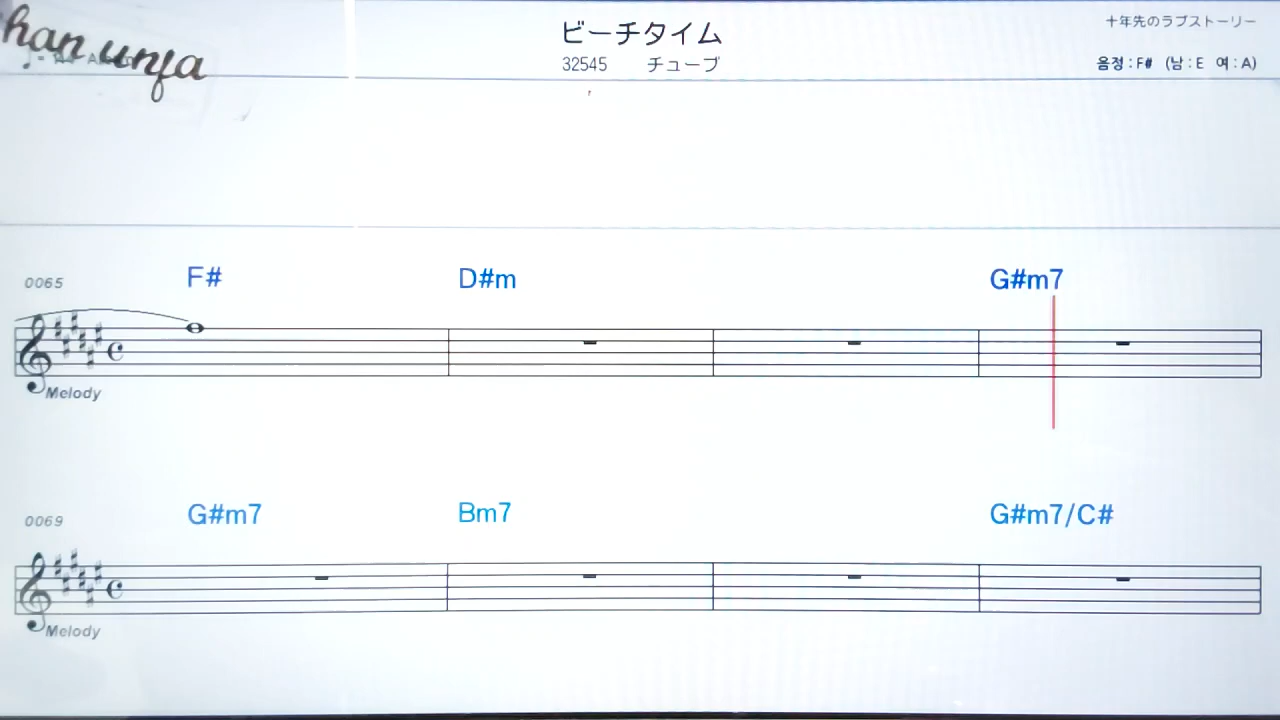 han unfa
ビーチタイム
十年先のラブストーリー
32545 チューブ
음정 : F# (남 : E 여 : A)
0065
F# D#m G#m7
Melody
0069
G#m7 Bm7 G#m7/C#
Melody